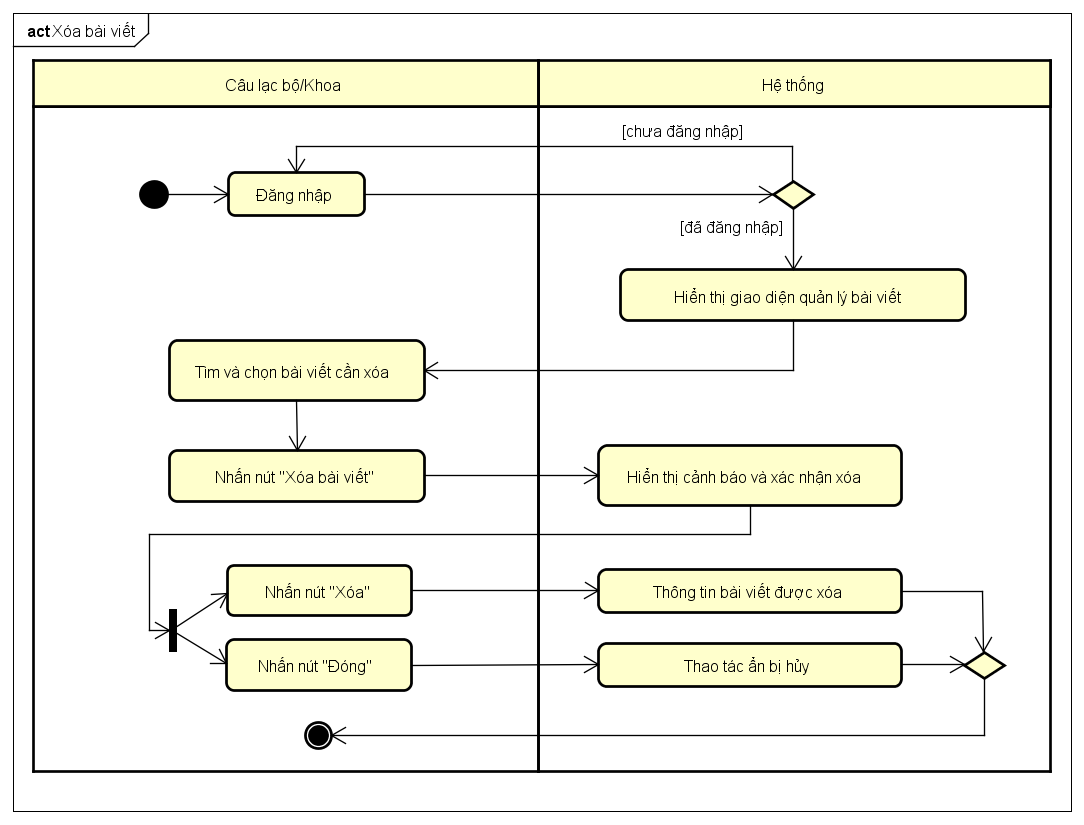 act Xóa bài viết
Câu lạc bộ/Khoa
Hệ thống
[chưa đăng nhập]
Đăng nhập
[đã đăng nhập]
Hiển thị giao diện quản lý bài viết
Tìm và chọn bài viết cần xóa
Nhấn nút "Xóa bài viết"
Hiển thị cảnh báo và xác nhận xóa
Nhấn nút "Xóa"
Thông tin bài viết được xóa
Nhấn nút "Đóng"
Thao tác ẩn bị hủy